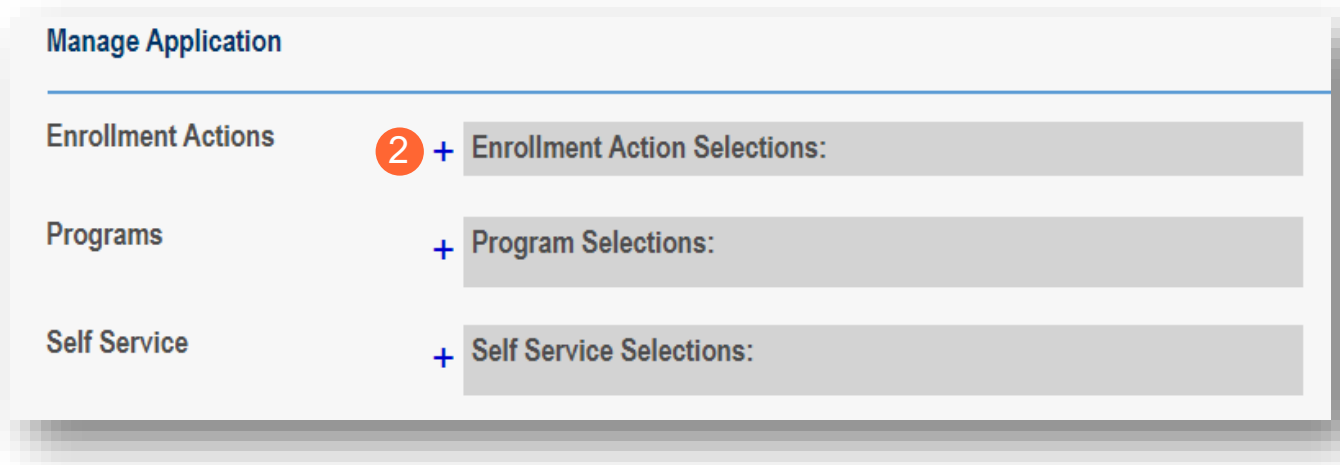 Manage Application
Enrollment Actions
2 + Enrollment Action Selections:
Programs
+ Program Selections:
Self Service
+ Self Service Selections: